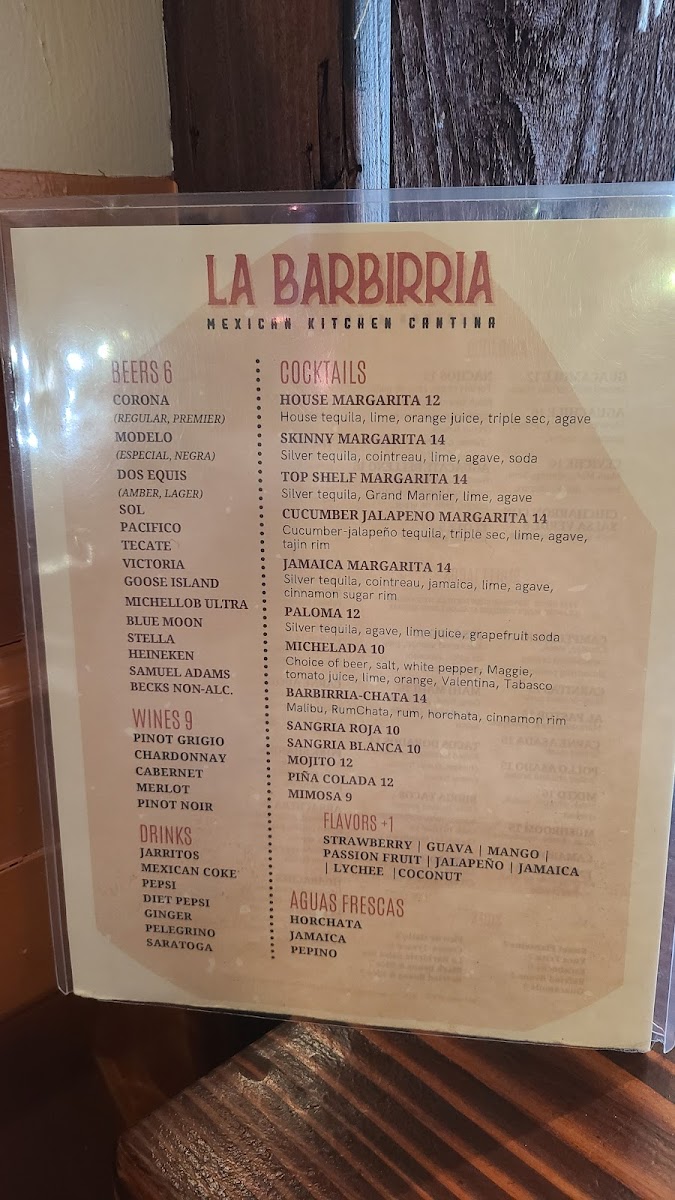 LA BARBIRRIA
MEXICAN KITCHEN CANTINA
BEERS 6
CORONA
(REGULAR, PREMIER)
MODELO
(ESPECIAL, NEGRA)
DOS EQUIS
(AMBER, LAGER)
SOL
PACIFICO
TECATE
VICTORIA
GOOSE ISLAND
MICHELLOB ULTRA
BLUE MOON
STELLA
HEINEKEN
SAMUEL ADAMS
BECKS NON-ALC.
WINES 9
PINOT GRIGIO
CHARDONNAY
CABERNET
MERLOT
PINOT NOIR
DRINKS
JARRITOS
MEXICAN COKE
PEPSI
DIET PEPSI
GINGER
PELEGRINO
SARATOGA
COCKTAILS
HOUSE MARGARITA 12
House tequila, lime, orange juice, triple sec, agave
SKINNY MARGARITA 14
Silver tequila, cointreau, lime, agave, soda
TOP SHELF MARGARITA 14
Silver tequila, Grand Marnier, lime, agave
CUCUMBER JALAPENO MARGARITA 14
Cucumber-jalapeño tequila, triple sec, lime, agave,
tajin rim
JAMAICA MARGARITA 14
Silver tequila, cointreau, jamaica, lime, agave,
cinnamon sugar rim
PALOMA 12
Silver tequila, agave, lime juice, grapefruit soda
MICHELADA 10
Choice of beer, salt, white pepper, Maggie,
tomato juice, lime, orange, Valentina, Tabasco
BARBIRRIA-CHATA 14
Malibu, RumChata, rum, horchata, cinnamon rim
SANGRIA ROJA 10
SANGRIA BLANCA 10
MOJITO 12
PIÑA COLADA 12
MIMOSA 9
FLAVORS +1
STRAWBERRY | GUAVA | MANGO |
PASSION FRUIT | JALAPEÑO | JAMAICA
| LYCHEE | COCONUT
AGUAS FRESCAS
HORCHATA
JAMAICA
PEPINO